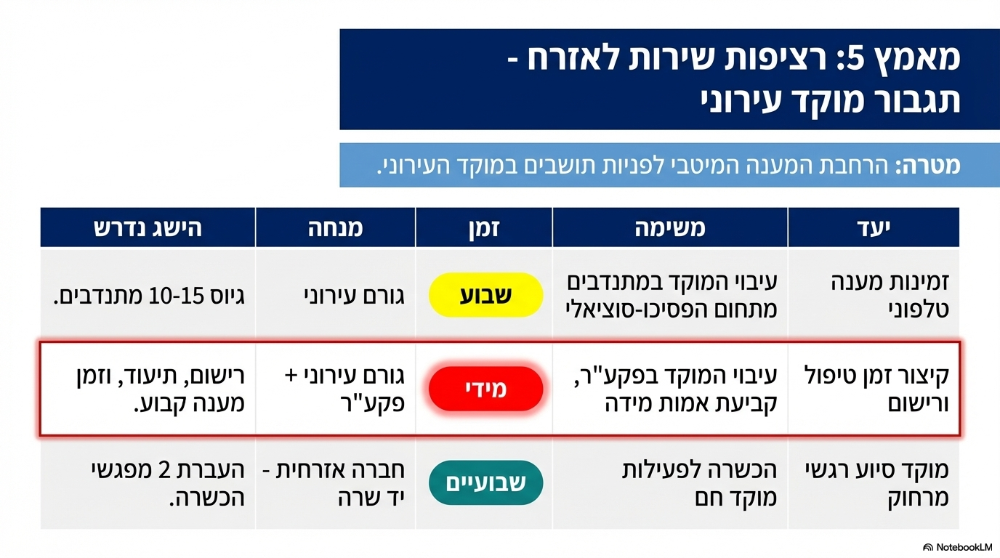 מאמץ 5: רציפות שירות לאזרח -
תגבור מוקד עירוני
מטרה: הרחבת המענה המיטבי לפניות תושבים במוקד העירוני.
יעד
משימה
זמן
מנחה
הישג נדרש
זמינות מענה
טלפוני
עיבוי המוקד במתנדבים
מתחום הפסיכו-סוציאלי
שבוע
גורם עירוני
גיוס 10-15 מתנדבים.
קיצור זמן טיפול
ורישום
עיבוי המוקד בפקע"ר,
קביעת אמות מידה
מידי
גורם עירוני +
פקע"ר
רישום, תיעוד, וזמן
מענה קבוע.
מוקד סיוע רגשי
מרחוק
הכשרה לפעילות
מוקד חם
שבועיים
חברה אזרחית -
יד שרה
העברת 2 מפגשי
הכשרה.
NotebookLM